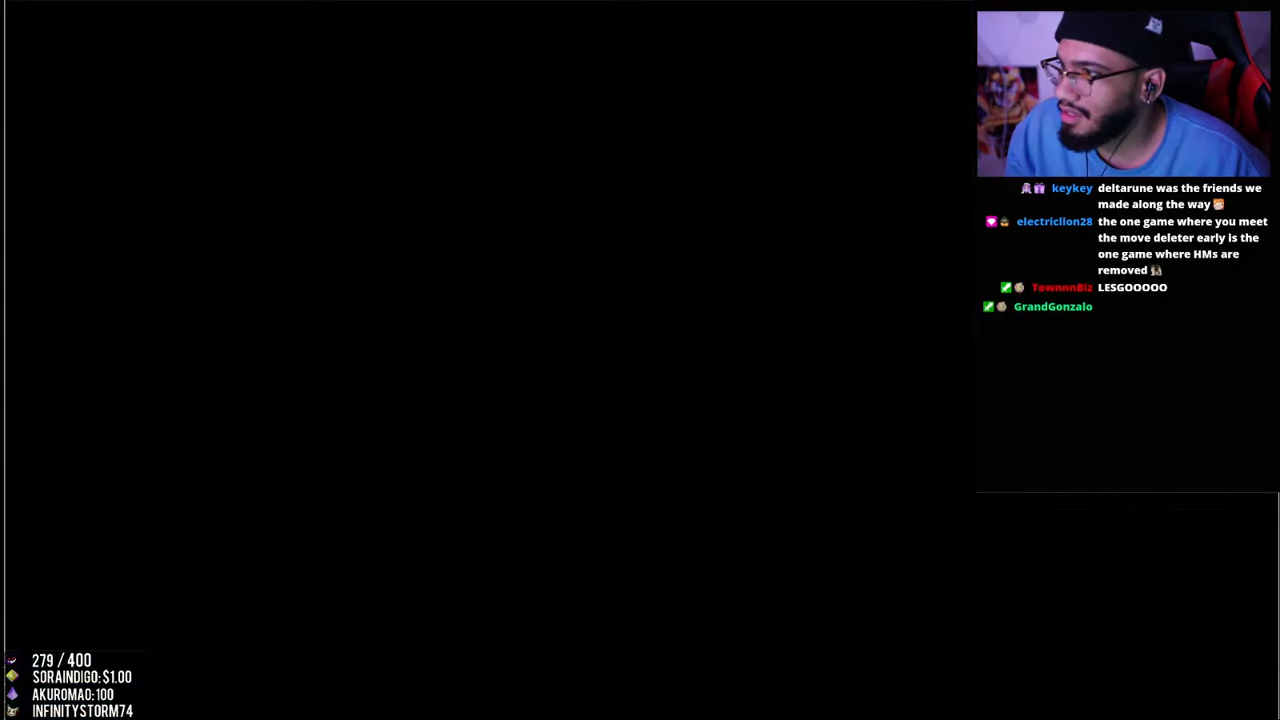 keykey deltarune was the friends we
made along the way
electriclion28 the one game where you meet
the move deleter early is the
one game where HMs are
removed
TownnnBiz LESGOOOOO
GrandGonzalo
279 / 400
SORAINDIGO: $1.00
AKUROMAO: 100
INFINITYSTORM74